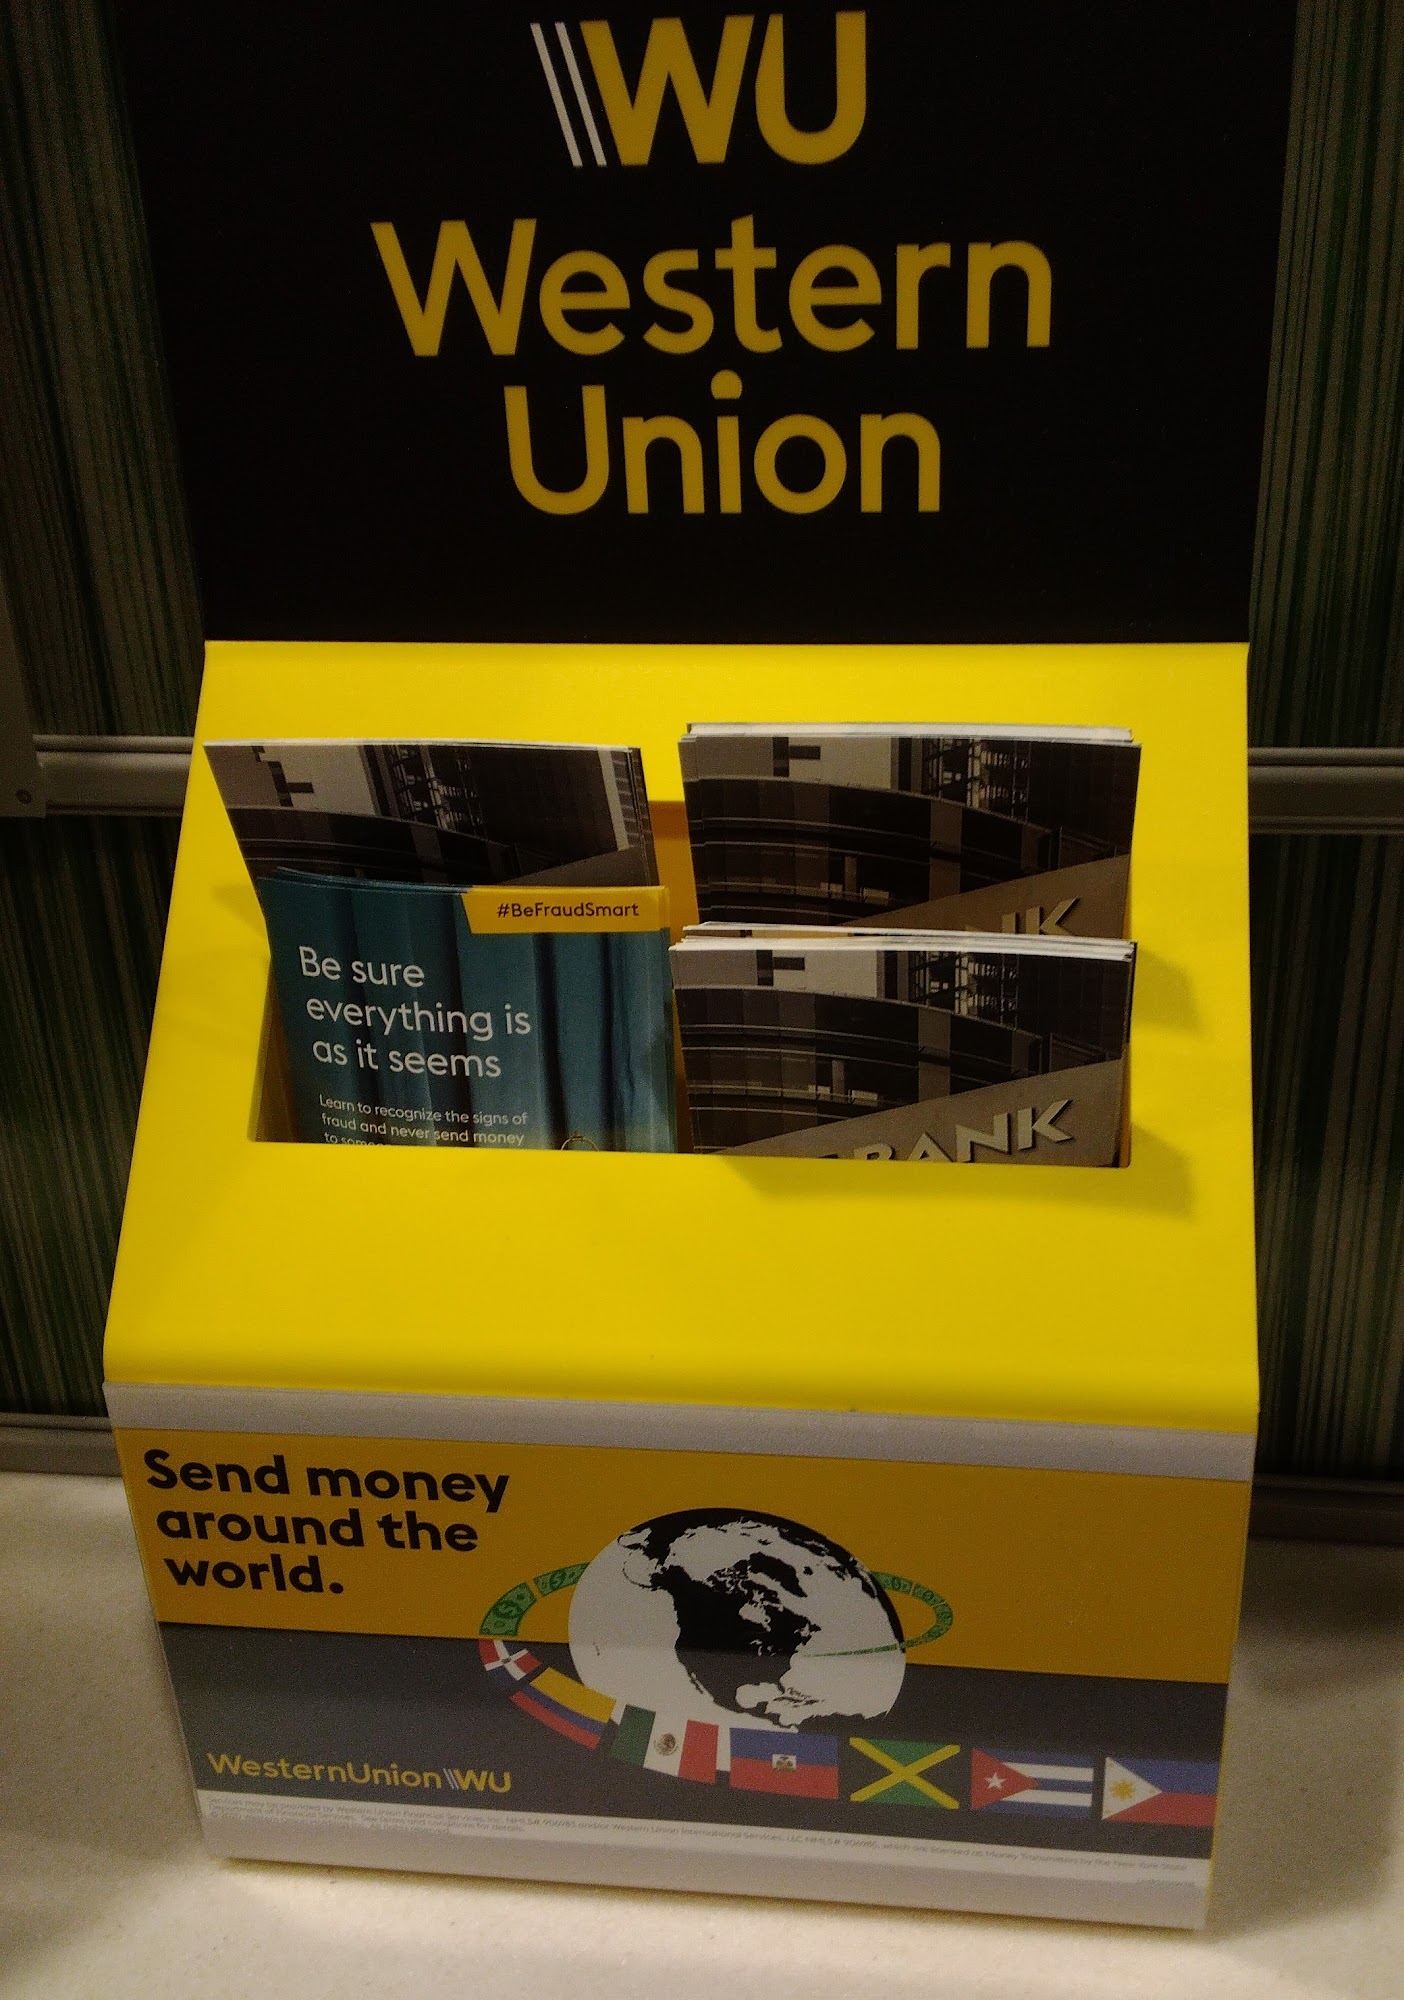 WU
Western
Union
#BeFraudSmart
Be sure
everything is
as it seems
Learn to recognize the signs of
fraud and never send money
to
BANK
Send money
around the
world.
WesternUnion WU